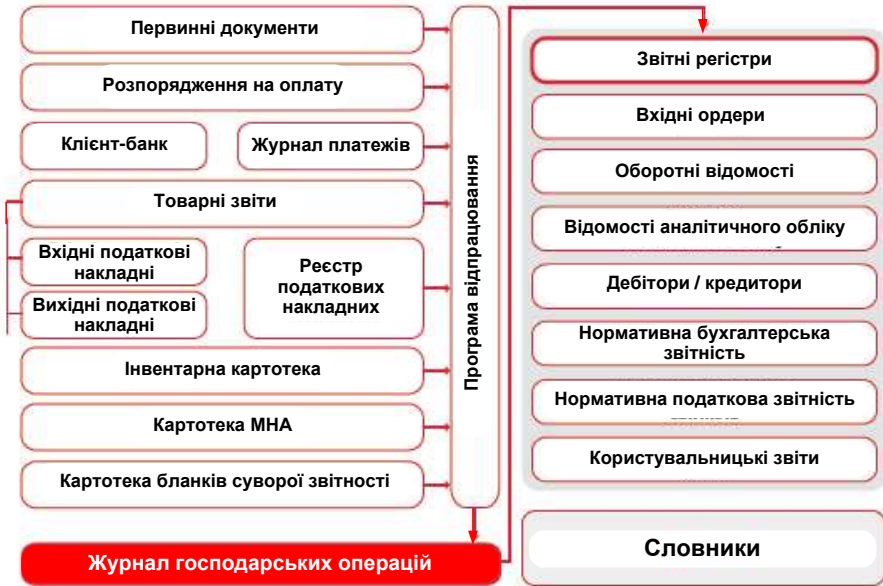 Первинні документи
Розпорядження на оплату
Клієнт-банк
Журнал платежів
Товарні звіти
Вхідні податкові
накладні
Вихідні податкові
накладні
Реєстр
податкових
накладних
Інвентарна картотека
Картотека МНА
Картотека бланків суворої звітності
Журнал господарських операцій
Програма відпрацювання
Звітні регістри
Вхідні ордери
Оборотні відомості
Відомості аналітичного обліку
Дебітори / кредитори
Нормативна бухгалтерська
звітність
Нормативна податкова звітність
Користувальницькі звіти
Словники